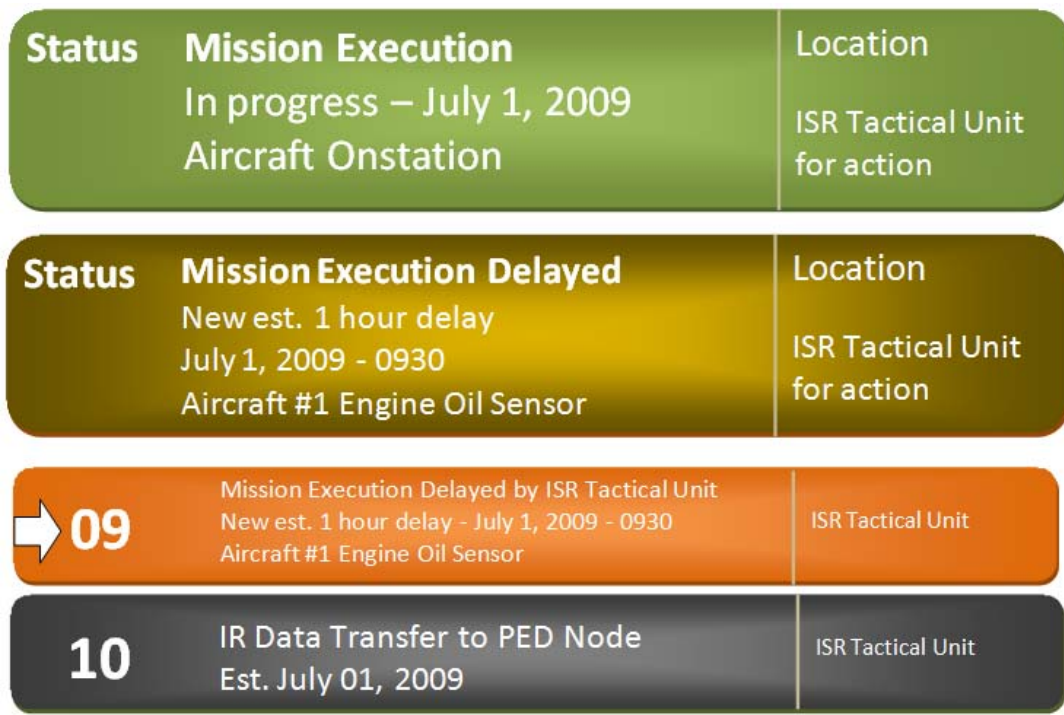 Status Mission Execution Location
In progress – July 1, 2009
Aircraft Onstation
ISR Tactical Unit
for action
Status Mission Execution Delayed Location
New est. 1 hour delay
July 1, 2009 - 0930
Aircraft #1 Engine Oil Sensor
ISR Tactical Unit
for action
09
Mission Execution Delayed by ISR Tactical Unit
New est. 1 hour delay - July 1, 2009 - 0930
Aircraft #1 Engine Oil Sensor
ISR Tactical Unit
10
IR Data Transfer to PED Node
Est. July 01, 2009
ISR Tactical Unit